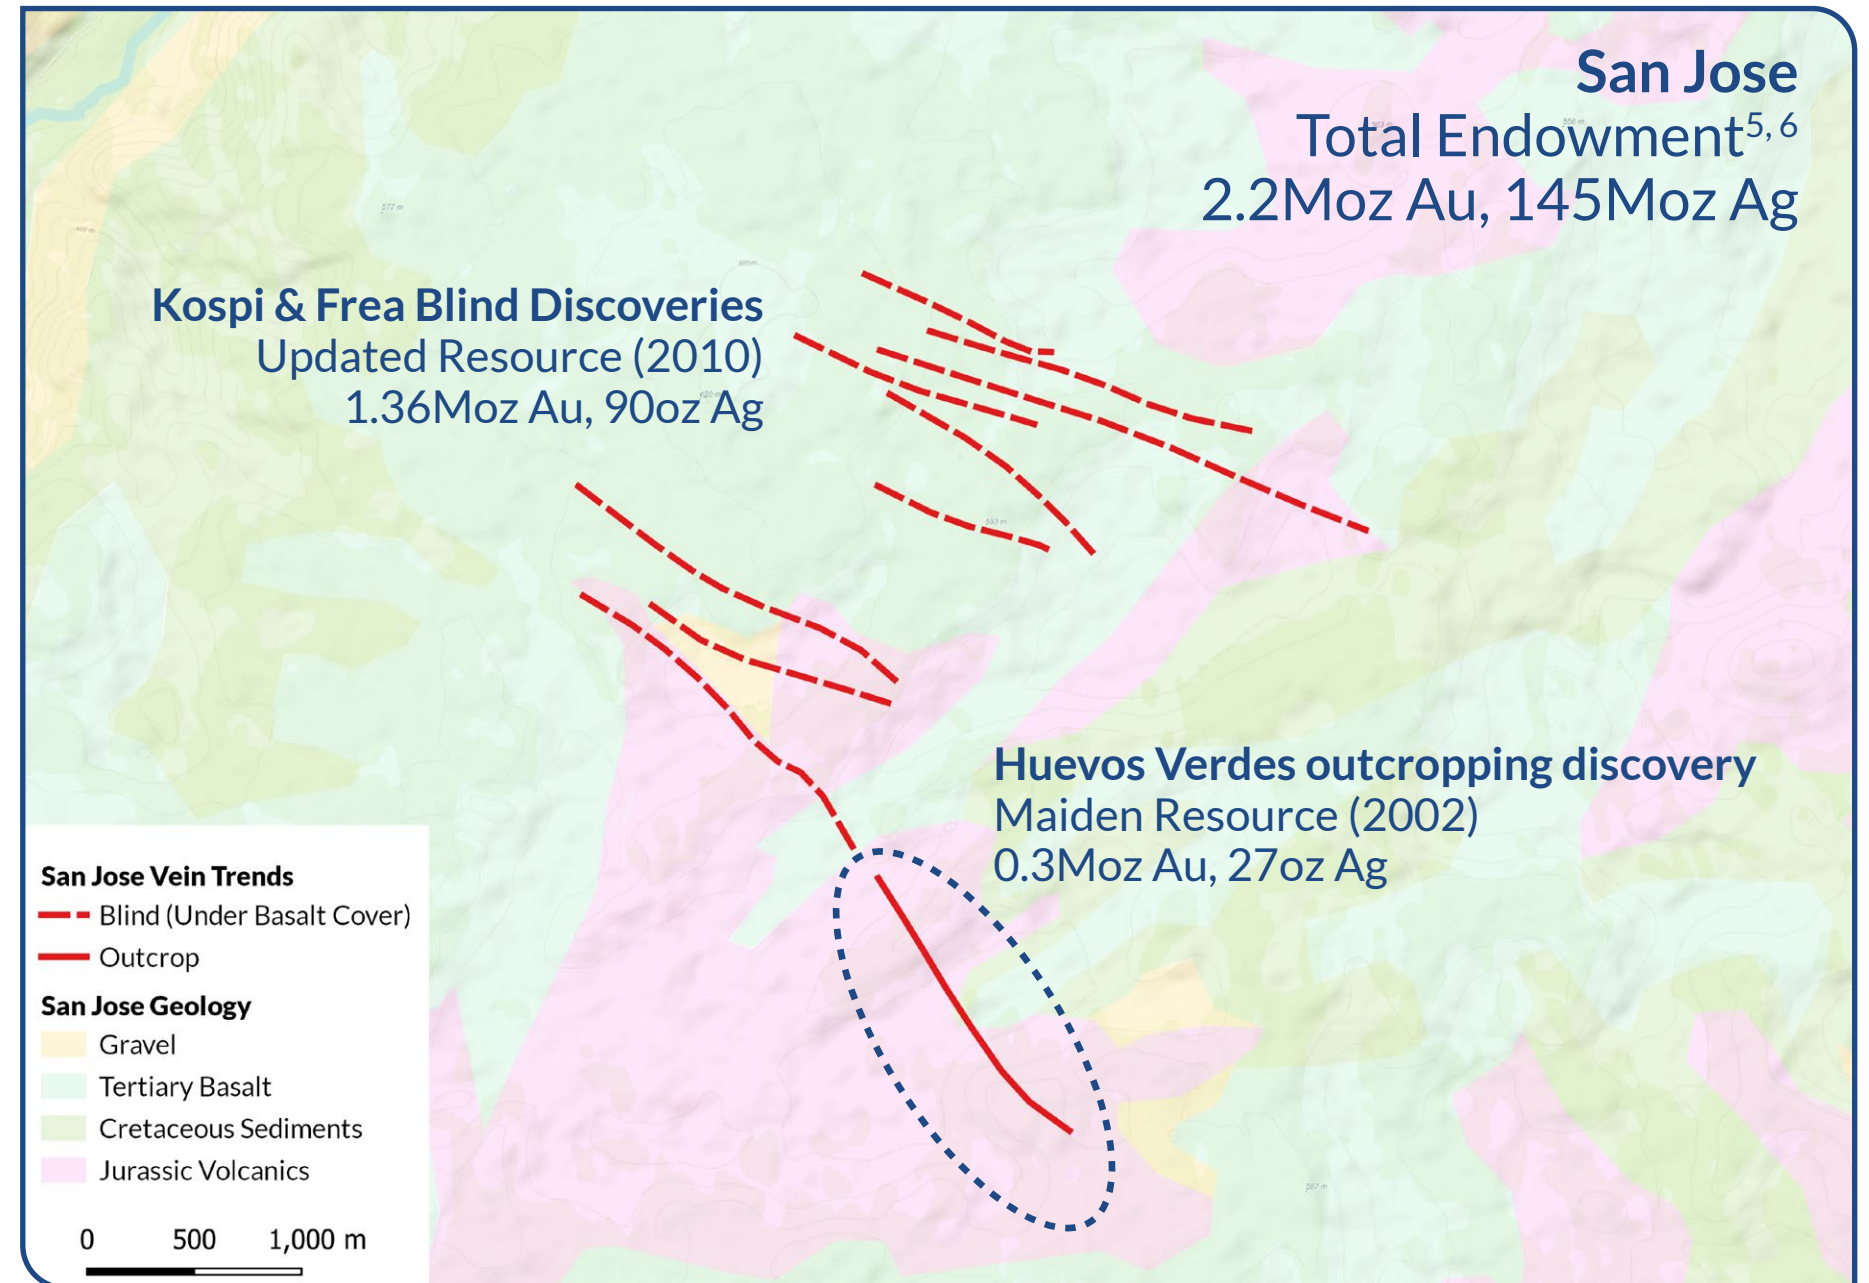 San Jose
Total Endowment5, 6
2.2Moz Au, 145Moz Ag
Kospi & Frea Blind Discoveries
Updated Resource (2010)
1.36Moz Au, 90oz Ag
577 m
593 m
567 m
Huevos Verdes outcropping discovery
Maiden Resource (2002)
0.3Moz Au, 27oz Ag
San Jose Vein Trends
Blind (Under Basalt Cover)
Outcrop
San Jose Geology
Gravel
Tertiary Basalt
Cretaceous Sediments
Jurassic Volcanics
0 500 1,000 m